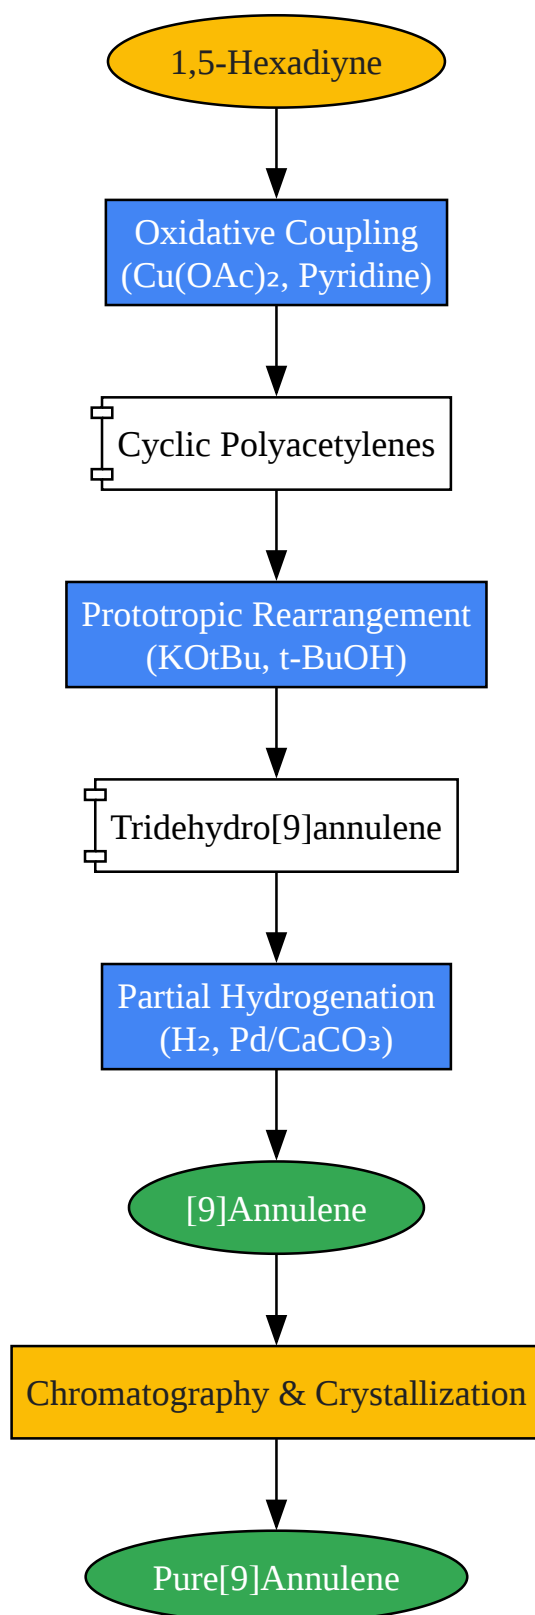 1,5-Hexadiyne
Oxidative Coupling
(Cu(OAc)₂, Pyridine)
Cyclic Polyacetylenes
Prototropic Rearrangement
(KOtBu, t-BuOH)
Tridehydro[9]annulene
Partial Hydrogenation
(H₂, Pd/CaCO₃)
[9]Annulene
Chromatography & Crystallization
Pure[9]Annulene